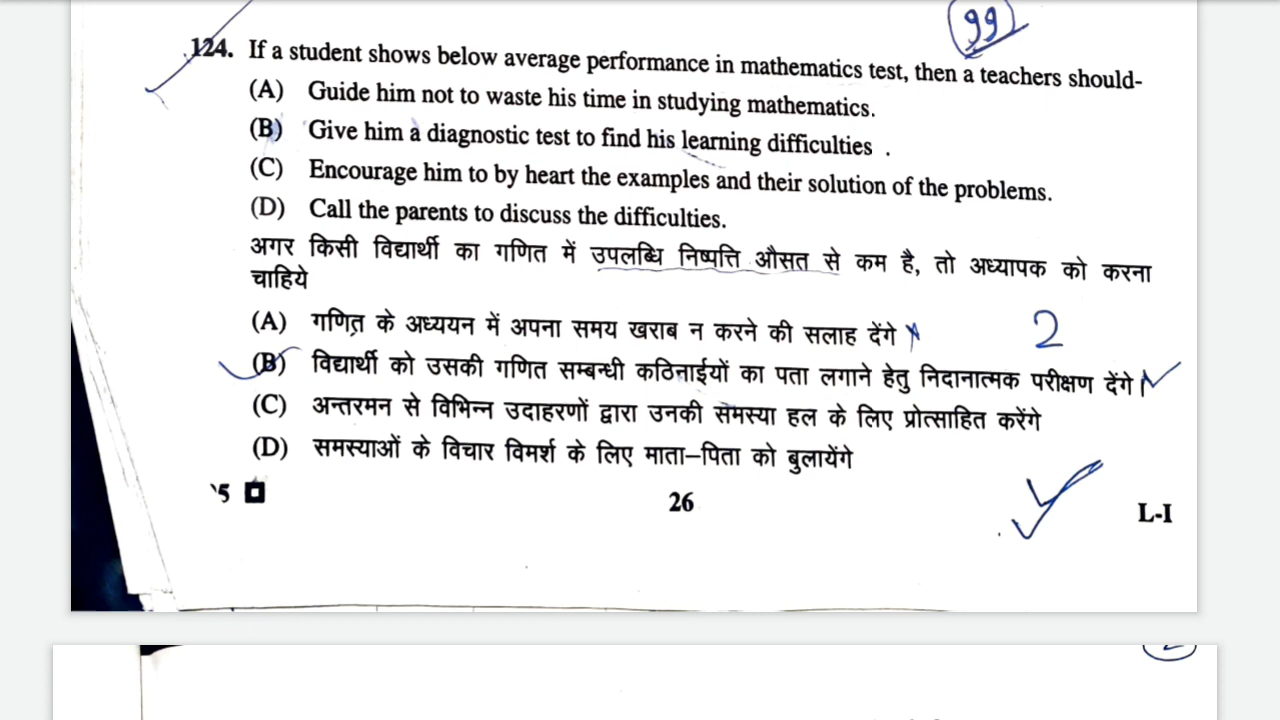 99
124. If a student shows below average performance in mathematics test, then a teachers should-
(A) Guide him not to waste his time in studying mathematics.
(B) Give him a diagnostic test to find his learning difficulties .
(C) Encourage him to by heart the examples and their solution of the problems.
(D) Call the parents to discuss the difficulties.
अगर किसी विद्यार्थी का गणित में उपलब्धि निष्पत्ति औसत से कम है, तो अध्यापक को करना
चाहिये
(A) गणित के अध्ययन में अपना समय खराब न करने की सलाह देंगे
2
(B) विद्यार्थी को उसकी गणित सम्बन्धी कठिनाईयों का पता लगाने हेतु निदानात्मक परीक्षण देंगे।
(C) अन्तरमन से विभिन्न उदाहरणों द्वारा उनकी समस्या हल के लिए प्रोत्साहित करेंगे
(D) समस्याओं के विचार विमर्श के लिए माता–पिता को बुलायेंगे
5
26
L-I